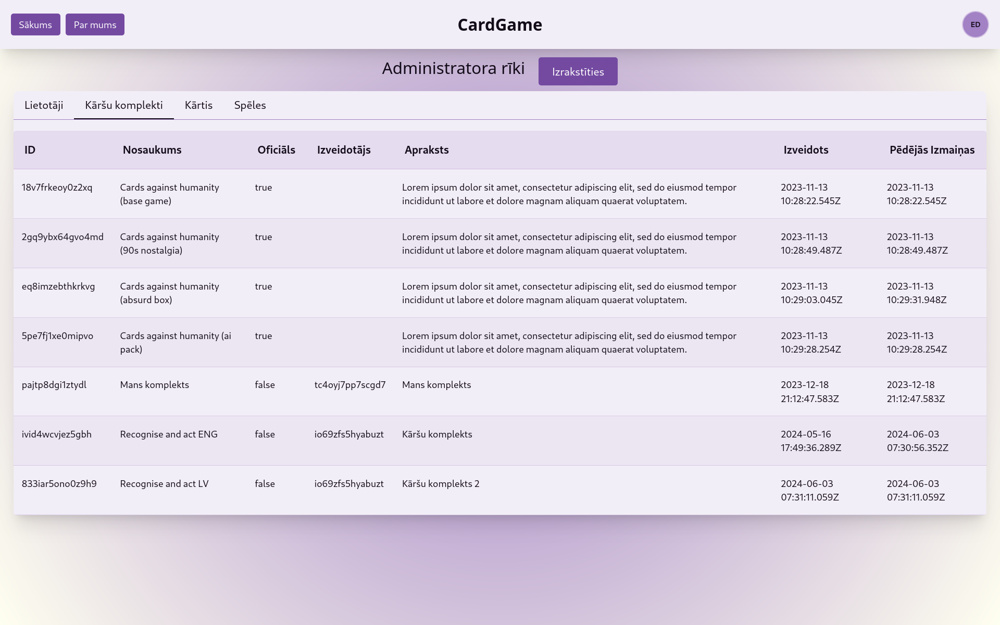 Sākums
Par mums
CardGame
ED
Administratora rīki
Izrakstīties
Lietotāji
Kāršu komplekti
Kārtis
Spēles
ID
Nosaukums
Oficiāls
Izveidotājs
Apraksts
Izveidots
Pēdējās Izmaiņas
18v7frkeoy0z2xq
Cards against humanity
(base game)
true
Lorem ipsum dolor sit amet, consectetur adipiscing elit, sed do eiusmod tempor
incididunt ut labore et dolore magnam aliquam quaerat voluptatem.
2023-11-13
10:28:22.545Z
2023-11-13
10:28:22.545Z
2gq9ybx64gvo4md
Cards against humanity
(90s nostalgia)
true
Lorem ipsum dolor sit amet, consectetur adipiscing elit, sed do eiusmod tempor
incididunt ut labore et dolore magnam aliquam quaerat voluptatem.
2023-11-13
10:28:49.487Z
2023-11-13
10:28:49.487Z
eq8imzebthkrkvg
Cards against humanity
(absurd box)
true
Lorem ipsum dolor sit amet, consectetur adipiscing elit, sed do eiusmod tempor
incididunt ut labore et dolore magnam aliquam quaerat voluptatem.
2023-11-13
10:29:03.045Z
2023-11-13
10:29:31.948Z
5pe7fj1xe0mipvo
Cards against humanity (ai
pack)
true
Lorem ipsum dolor sit amet, consectetur adipiscing elit, sed do eiusmod tempor
incididunt ut labore et dolore magnam aliquam quaerat voluptatem.
2023-11-13
10:29:28.254Z
2023-11-13
10:29:28.254Z
pajtp8dgi1ztydl
Mans komplekts
false
tc4oyj7pp7scgd7
Mans komplekts
2023-12-18
21:12:47.583Z
2023-12-18
21:12:47.583Z
ivid4wcvjez5gbh
Recognise and act ENG
false
io69zfs5hyabuzt
Kāršu komplekts
2024-05-16
17:49:36.289Z
2024-06-03
07:30:56.352Z
833iar5ono0z9h9
Recognise and act LV
false
io69zfs5hyabuzt
Kāršu komplekts 2
2024-06-03
07:31:11.059Z
2024-06-03
07:31:11.059Z